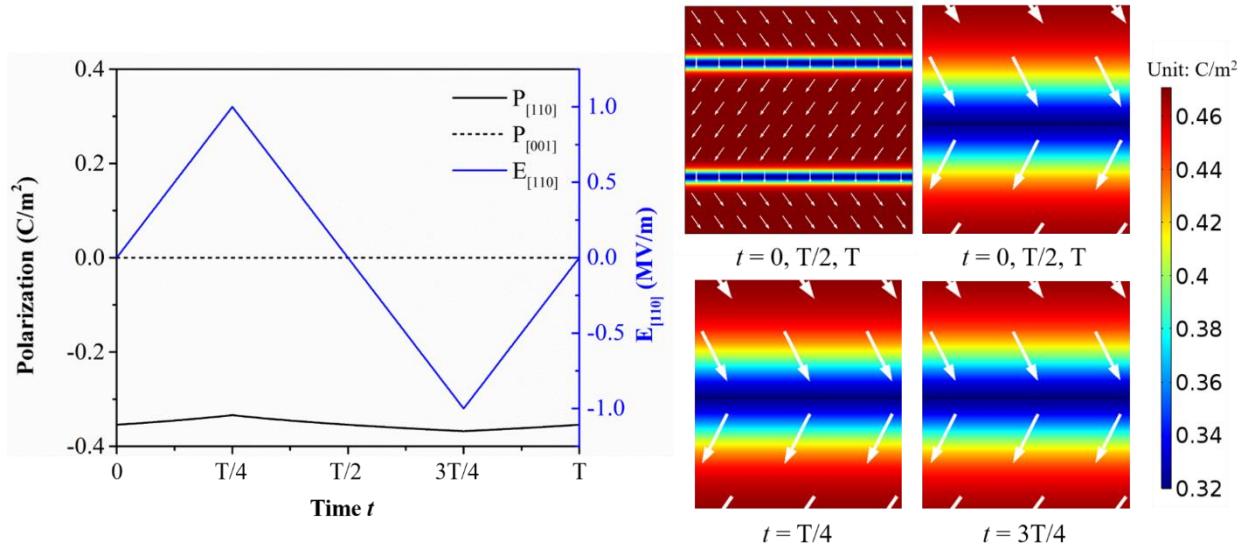 0.4
0.2
0.0
-0.2
-0.4
Polarization (C/m²)
P[110]
P[001]
E[110]
1.0
0.5
0.0
-0.5
-1.0
E[110] (MV/m)
0 T/4 T/2 3T/4 T
Time t
t = 0, T/2, T
t = 0, T/2, T
t = T/4
t = 3T/4
Unit: C/m²
0.46
0.44
0.42
0.4
0.38
0.36
0.34
0.32